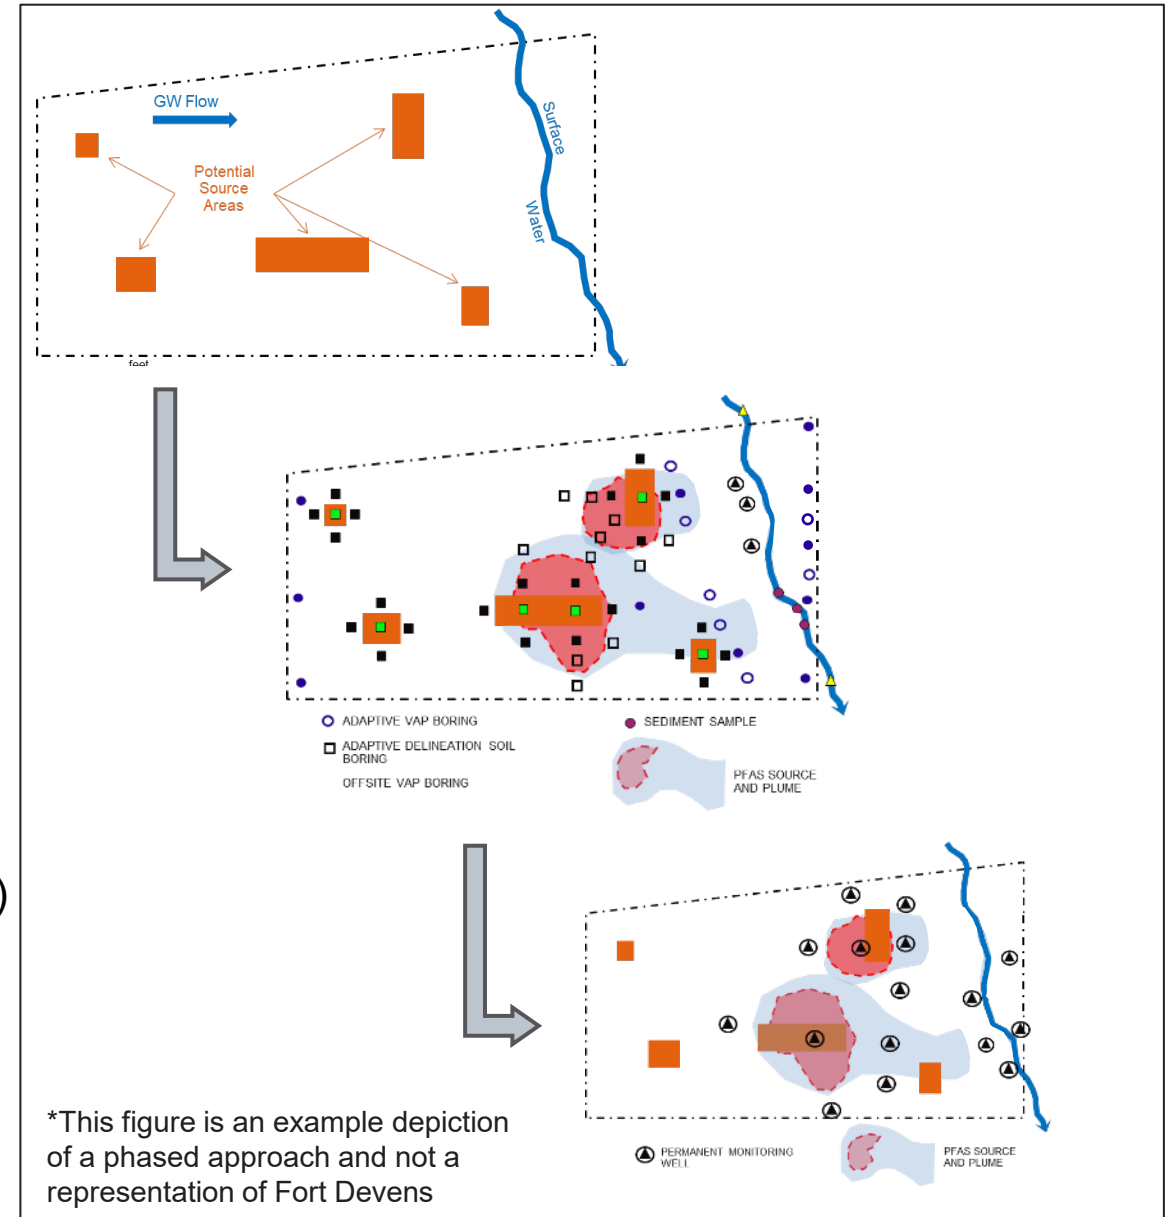 GW Flow
Surface
Water
Potential
Source
Areas
feet
ADAPTIVE VAP BORING
ADAPTIVE DELINEATION SOIL
BORING
OFFSITE VAP BORING
SEDIMENT SAMPLE
PFAS SOURCE
AND PLUME
)
PERMANENT MONITORING
WELL
PFAS SOURCE
AND PLUME
*This figure is an example depiction
of a phased approach and not a
representation of Fort Devens